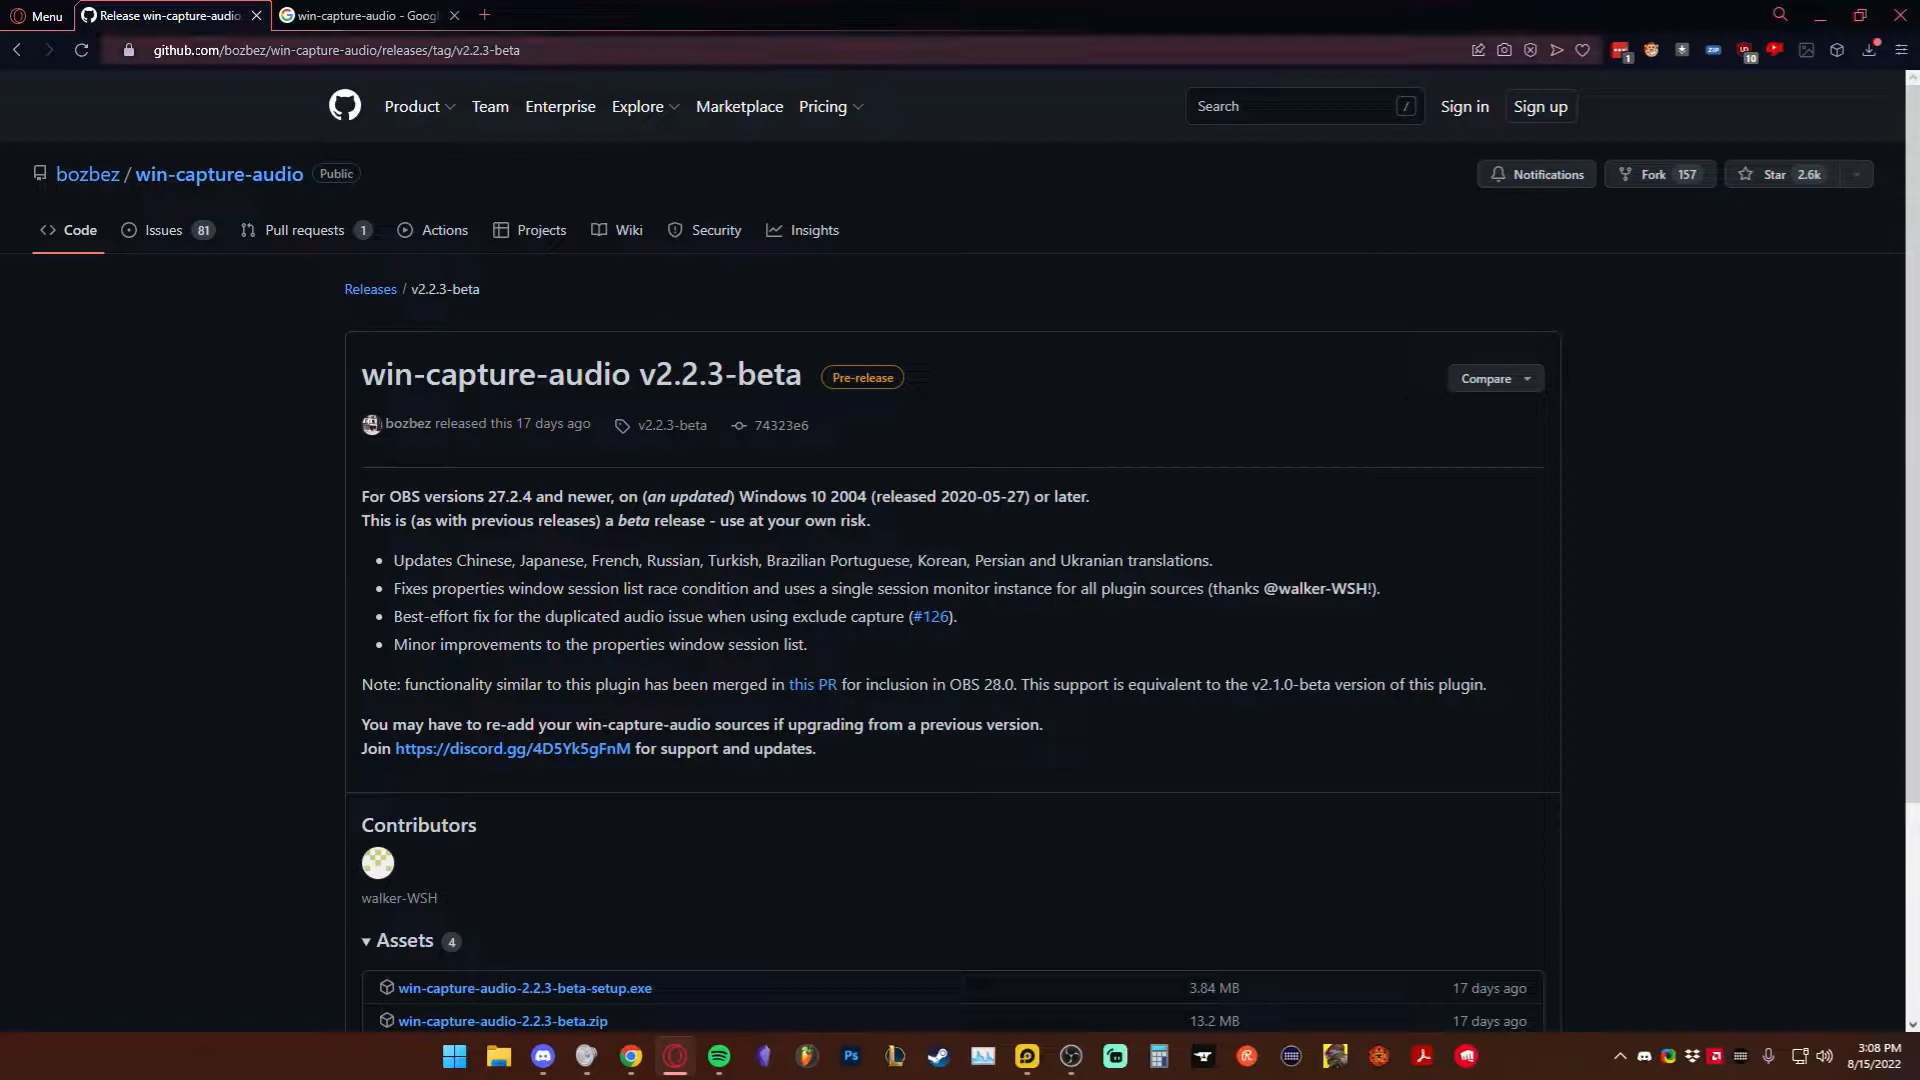 Menu
Release win-capture-audio
win-capture-audio - Googl
github.com/bozbez/win-capture-audio/releases/tag/v2.2.3-beta
1
ZIP
10
Product
Team
Enterprise
Explore
Marketplace
Pricing
Search
/
Sign in
Sign up
bozbez / win-capture-audio
Public
Notifications
Fork 157
Star 2.6k
Code
Issues 81
Pull requests 1
Actions
Projects
Wiki
Security
Insights
Releases / v2.2.3-beta
win-capture-audio v2.2.3-beta
Pre-release
Compare
bozbez released this 17 days ago
v2.2.3-beta
74323e6
For OBS versions 27.2.4 and newer, on (an updated) Windows 10 2004 (released 2020-05-27) or later.
This is (as with previous releases) a beta release - use at your own risk.
Updates Chinese, Japanese, French, Russian, Turkish, Brazilian Portuguese, Korean, Persian and Ukranian translations.
Fixes properties window session list race condition and uses a single session monitor instance for all plugin sources (thanks @walker-WSH!).
Best-effort fix for the duplicated audio issue when using exclude capture (#126).
Minor improvements to the properties window session list.
Note: functionality similar to this plugin has been merged in this PR for inclusion in OBS 28.0. This support is equivalent to the v2.1.0-beta version of this plugin.
You may have to re-add your win-capture-audio sources if upgrading from a previous version.
Join https://discord.gg/4D5Yk5gFnM for support and updates.
Contributors
walker-WSH
Assets 4
win-capture-audio-2.2.3-beta-setup.exe
3.84 MB
17 days ago
win-capture-audio-2.2.3-beta.zip
13.2 MB
17 days ago
Ps
3:08 PM
8/15/2022